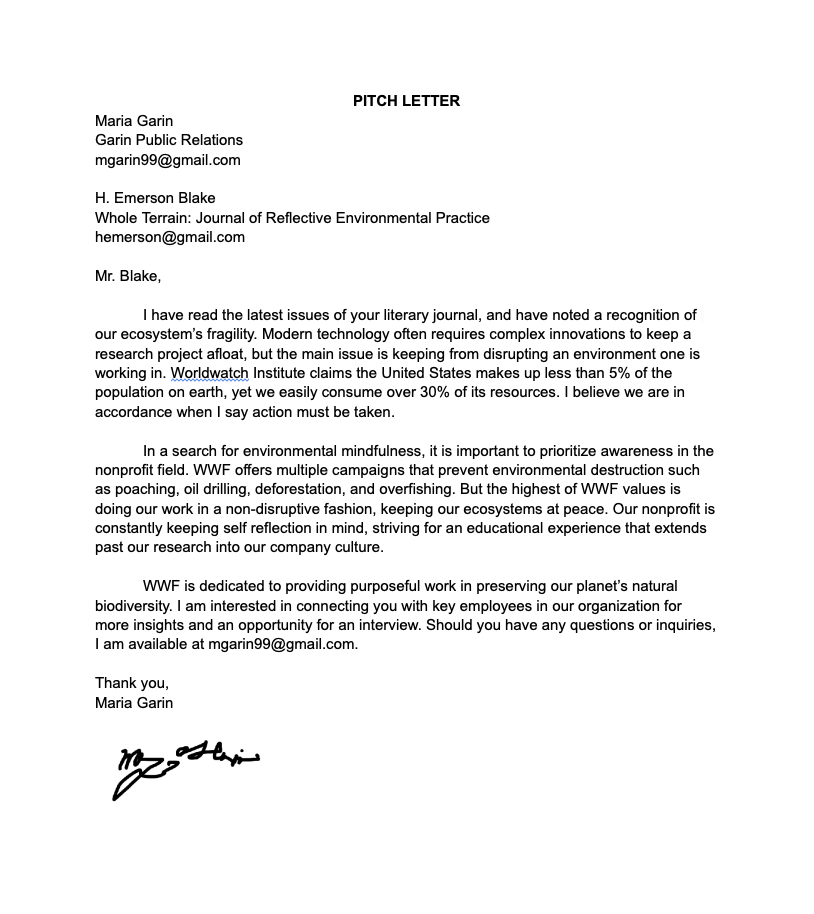 PITCH LETTER
Maria Garin
Garin Public Relations
mgarin99@gmail.com
H. Emerson Blake
Whole Terrain: Journal of Reflective Environmental Practice
hemerson@gmail.com
Mr. Blake,
I have read the latest issues of your literary journal, and have noted a recognition of
our ecosystem's fragility. Modern technology often requires complex innovations to keep a
research project afloat, but the main issue is keeping from disrupting an environment one is
working in. Worldwatch Institute claims the United States makes up less than 5% of the
population on earth, yet we easily consume over 30% of its resources. I believe we are in
accordance when I say action must be taken.
In a search for environmental mindfulness, it is important to prioritize awareness in the
nonprofit field. WWF offers multiple campaigns that prevent environmental destruction such
as poaching, oil drilling, deforestation, and overfishing. But the highest of WWF values is
doing our work in a non-disruptive fashion, keeping our ecosystems at peace. Our nonprofit is
constantly keeping self reflection in mind, striving for an educational experience that extends
past our research into our company culture.
WWF is dedicated to providing purposeful work in preserving our planet's natural
biodiversity. I am interested in connecting you with key employees in our organization for
more insights and an opportunity for an interview. Should you have any questions or inquiries,
I am available at mgarin99@gmail.com.
Thank you,
Maria Garin